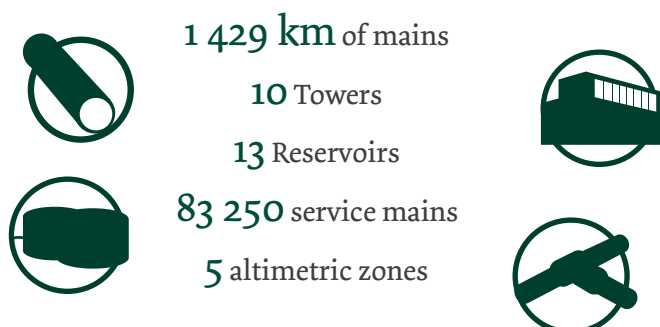 1 429 km of mains
10 Towers
13 Reservoirs
83 250 service mains
5 altimetric zones